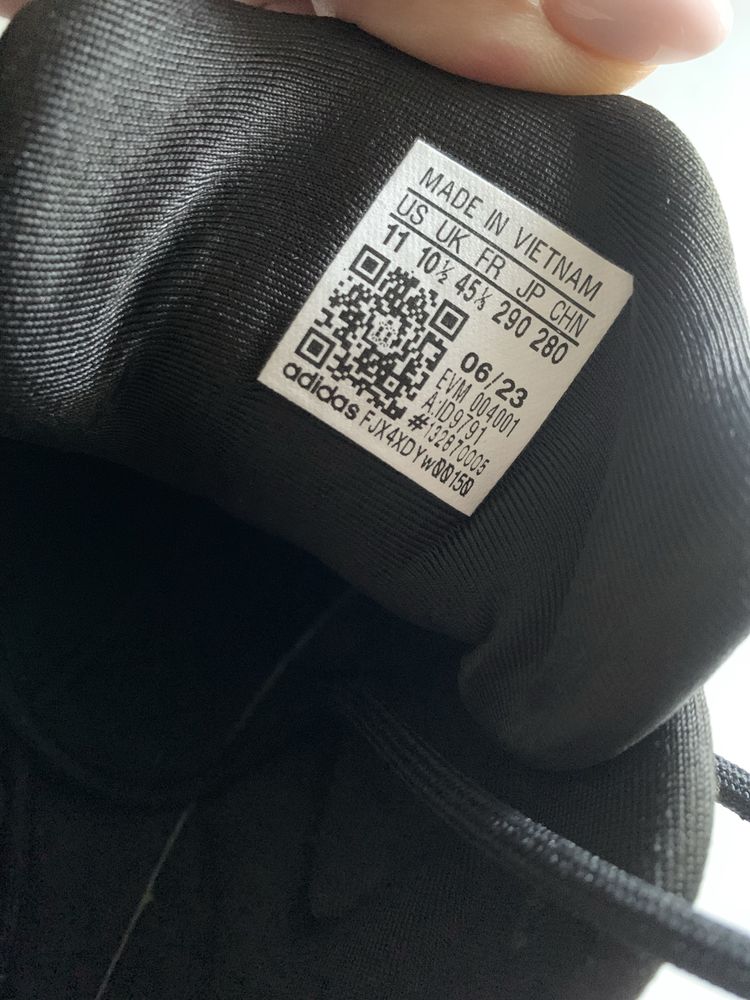 MADE IN VIETNAM
US UK FR JP CHN
11 10½ 45⅓ 290 280
06/23
EVM 004001
A:ID9791
#132870005
adidas FJX4XDYW00150